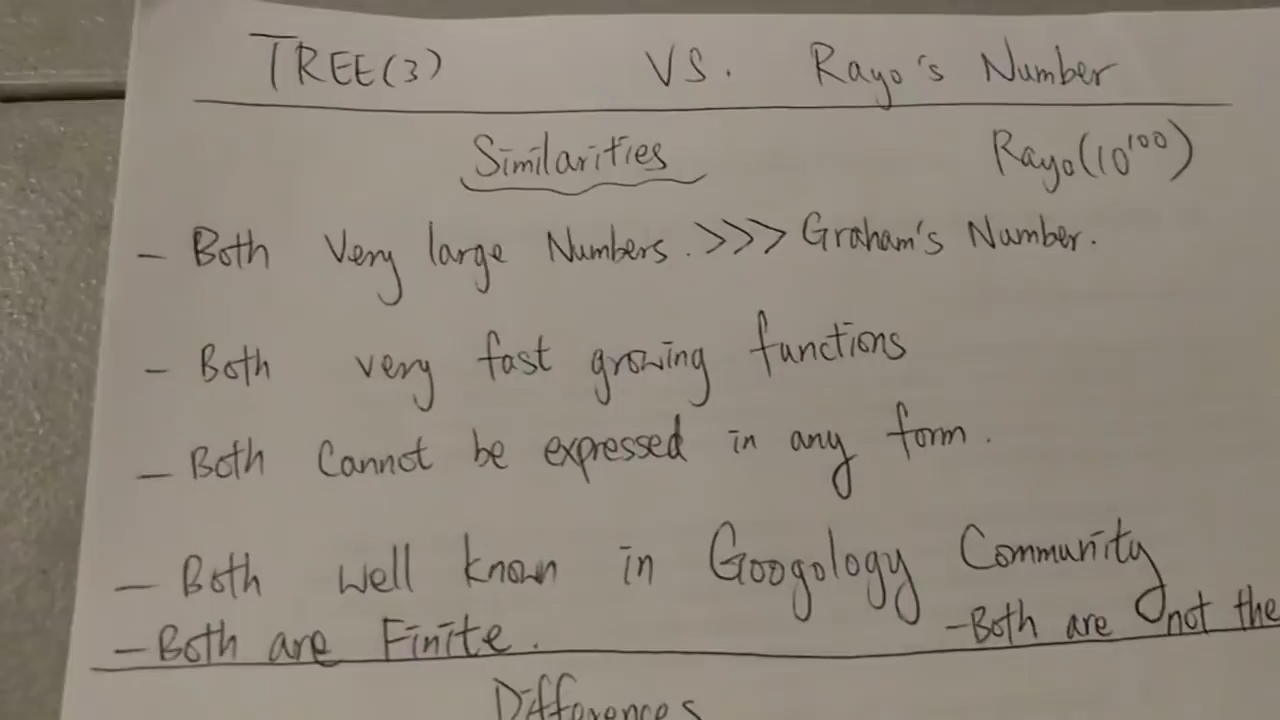 TREE(3) VS. Rayo's Number
Similarities
Rayo(10¹⁰⁰)
- Both Very large Numbers. >>> Graham's Number.
- Both very fast growing functions
- Both Cannot be expressed in any form.
- Both well known in Googology Community
- Both are Finite.
- Both are not the
Differences